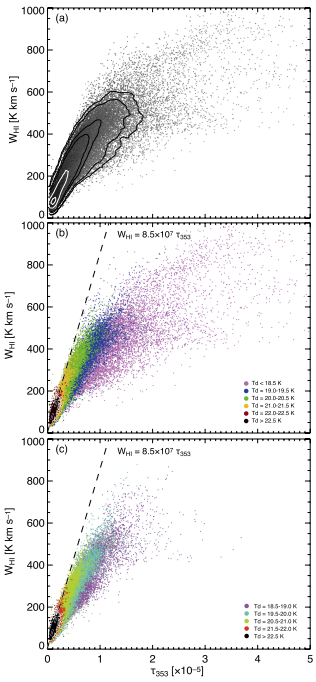 1000
(a)
800
600
400
200
0
W_HI [K km s⁻¹]
1000
(b)
W_HI = 8.5×10⁷ τ_353
800
600
400
200
0
W_HI [K km s⁻¹]
Td < 18.5 K
Td = 19.0-19.5 K
Td = 20.0-20.5 K
Td = 21.0-21.5 K
Td = 22.0-22.5 K
Td > 22.5 K
1000
(c)
W_HI = 8.5×10⁷ τ_353
800
600
400
200
0
W_HI [K km s⁻¹]
Td = 18.5-19.0 K
Td = 19.5-20.0 K
Td = 20.5-21.0 K
Td = 21.5-22.0 K
Td > 22.5 K
0 1 2 3 4 5
τ_353 [×10⁻⁵]